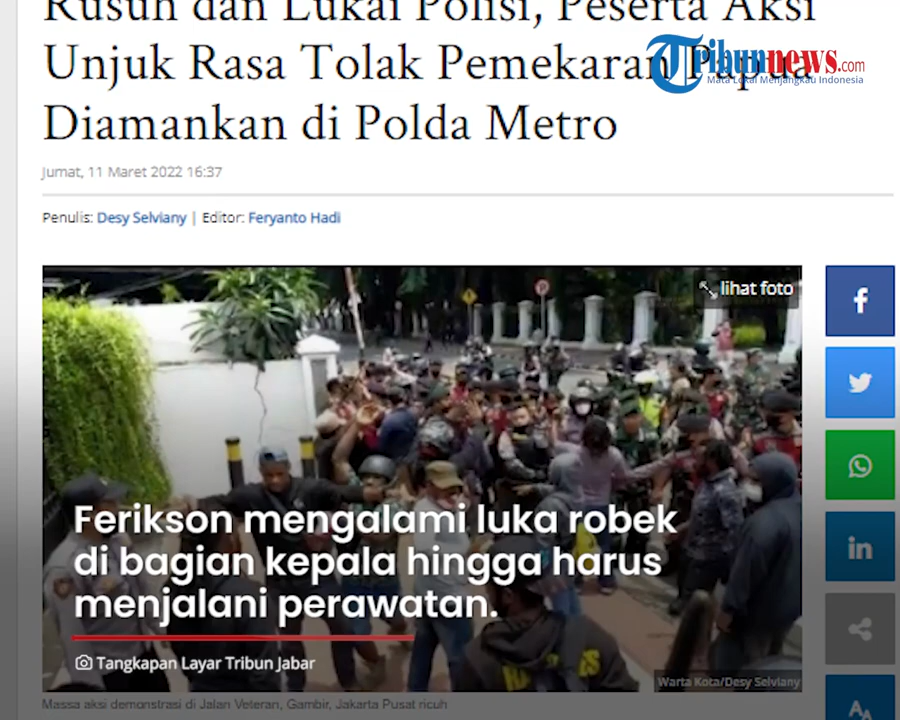 Rusuh dan Lukai Polisi, Peserta Aksi
Unjuk Rasa Tolak Pemekaran Papua
Tribunnews.com
Mata Lokal Menjangkau Indonesia
Diamankan di Polda Metro
Jumat, 11 Maret 2022 16:37
Penulis: Desy Selviany | Editor: Feryanto Hadi
lihat foto
Ferikson mengalami luka robek
di bagian kepala hingga harus
menjalani perawatan.
Tangkapan Layar Tribun Jabar
Warta Kota/Desy Selviany
Massa aksi demonstrasi di Jalan Veteran, Gambir, Jakarta Pusat ricuh